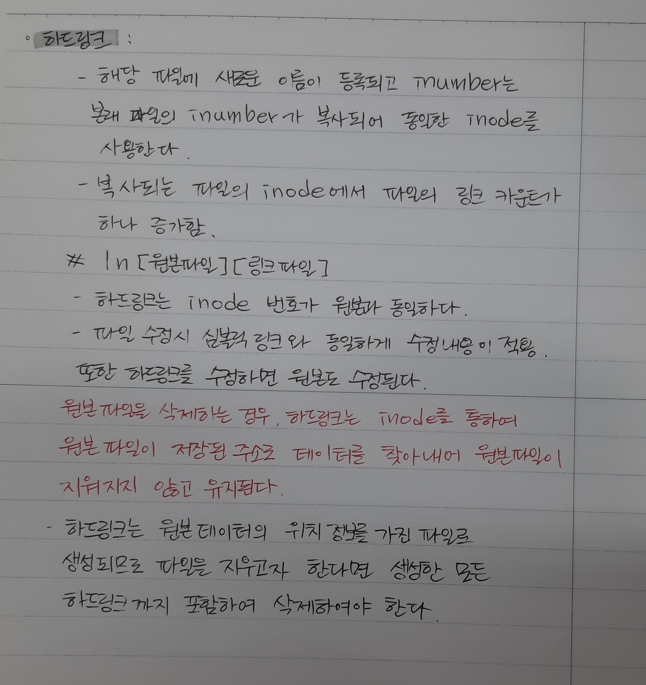 ◦ 하드링크 :
- 해당 파일에 새로운 이름이 등록되고 inumber는
본래 파일의 inumber가 복사되어 동일한 inode를
사용한다.
- 복사되는 파일의 inode에서 파일의 링크 카운트가
하나 증가함.
# ln [원본파일] [링크파일]
- 하드링크는 inode 번호가 원본과 동일하다.
- 파일 수정시 심볼릭 링크와 동일하게 수정내용이 적용.
또한 하드링크를 수정하면 원본도 수정된다.
원본파일을 삭제하는 경우, 하드링크는 inode를 통하여
원본파일이 저장된 주소로 데이터를 찾아내어 원본파일이
지워지지 않고 유지된다.
- 하드링크는 원본데이터의 위치 정보를 가진 파일로
생성되므로 파일을 지우고자 한다면 생성한 모든
하드링크까지 포함하여 삭제하여야 한다.